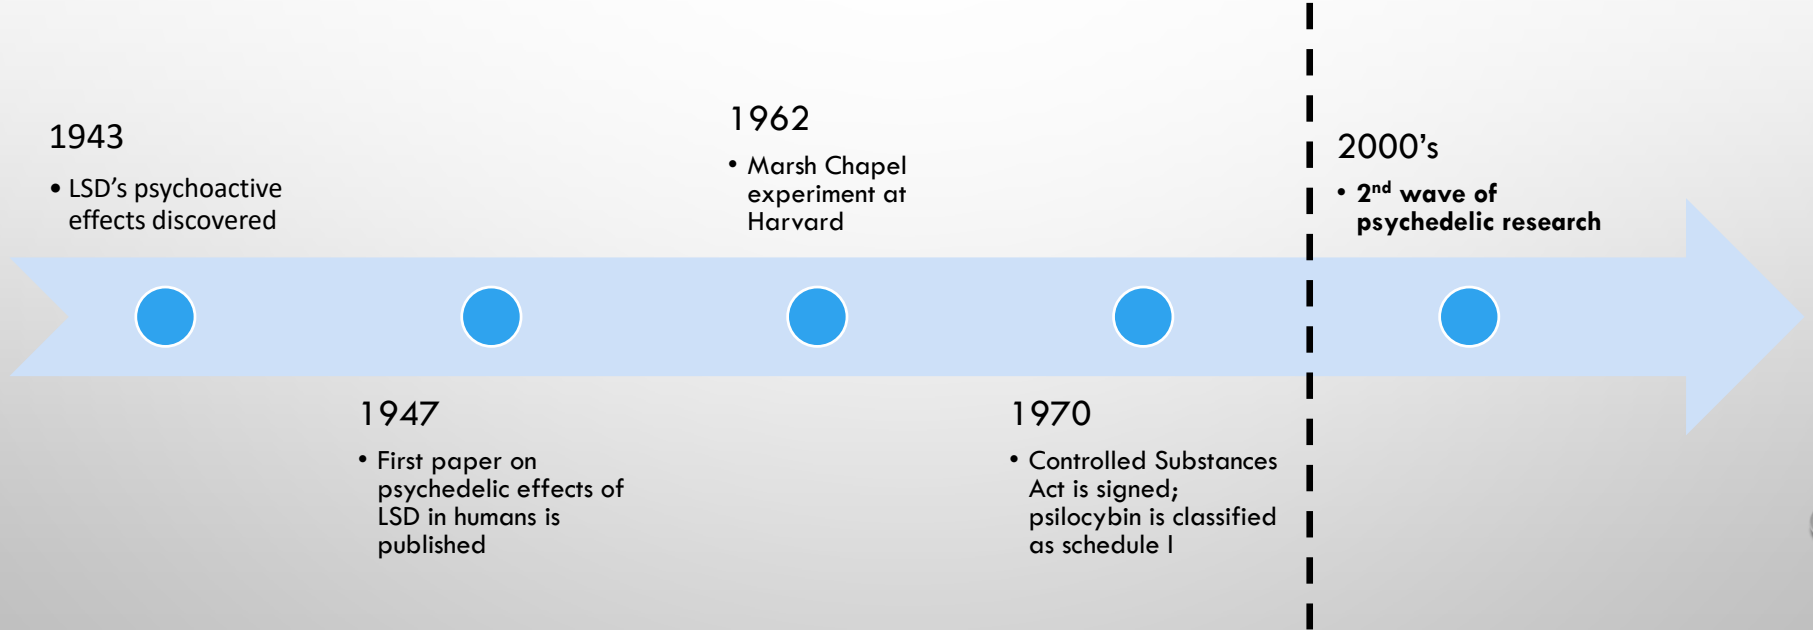 1943
• LSD’s psychoactive
effects discovered
1947
• First paper on
psychedelic effects of
LSD in humans is
published
1962
• Marsh Chapel
experiment at
Harvard
1970
• Controlled Substances
Act is signed;
psilocybin is classified
as schedule I
2000’s
• 2nd wave of
psychedelic research